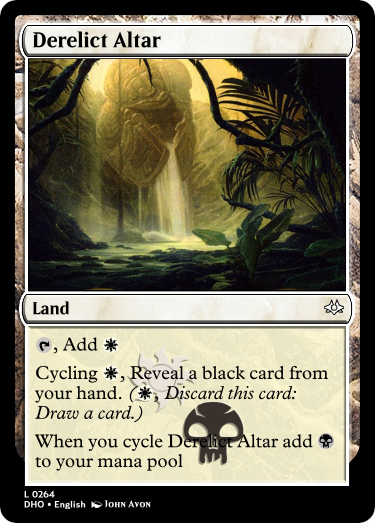 Derelict Altar
Land
, Add
Cycling , Reveal a black card from
your hand. ( , Discard this card:
Draw a card.)
When you cycle Derelict Altar add
to your mana pool
L 0264
DHO • English JOHN AVON